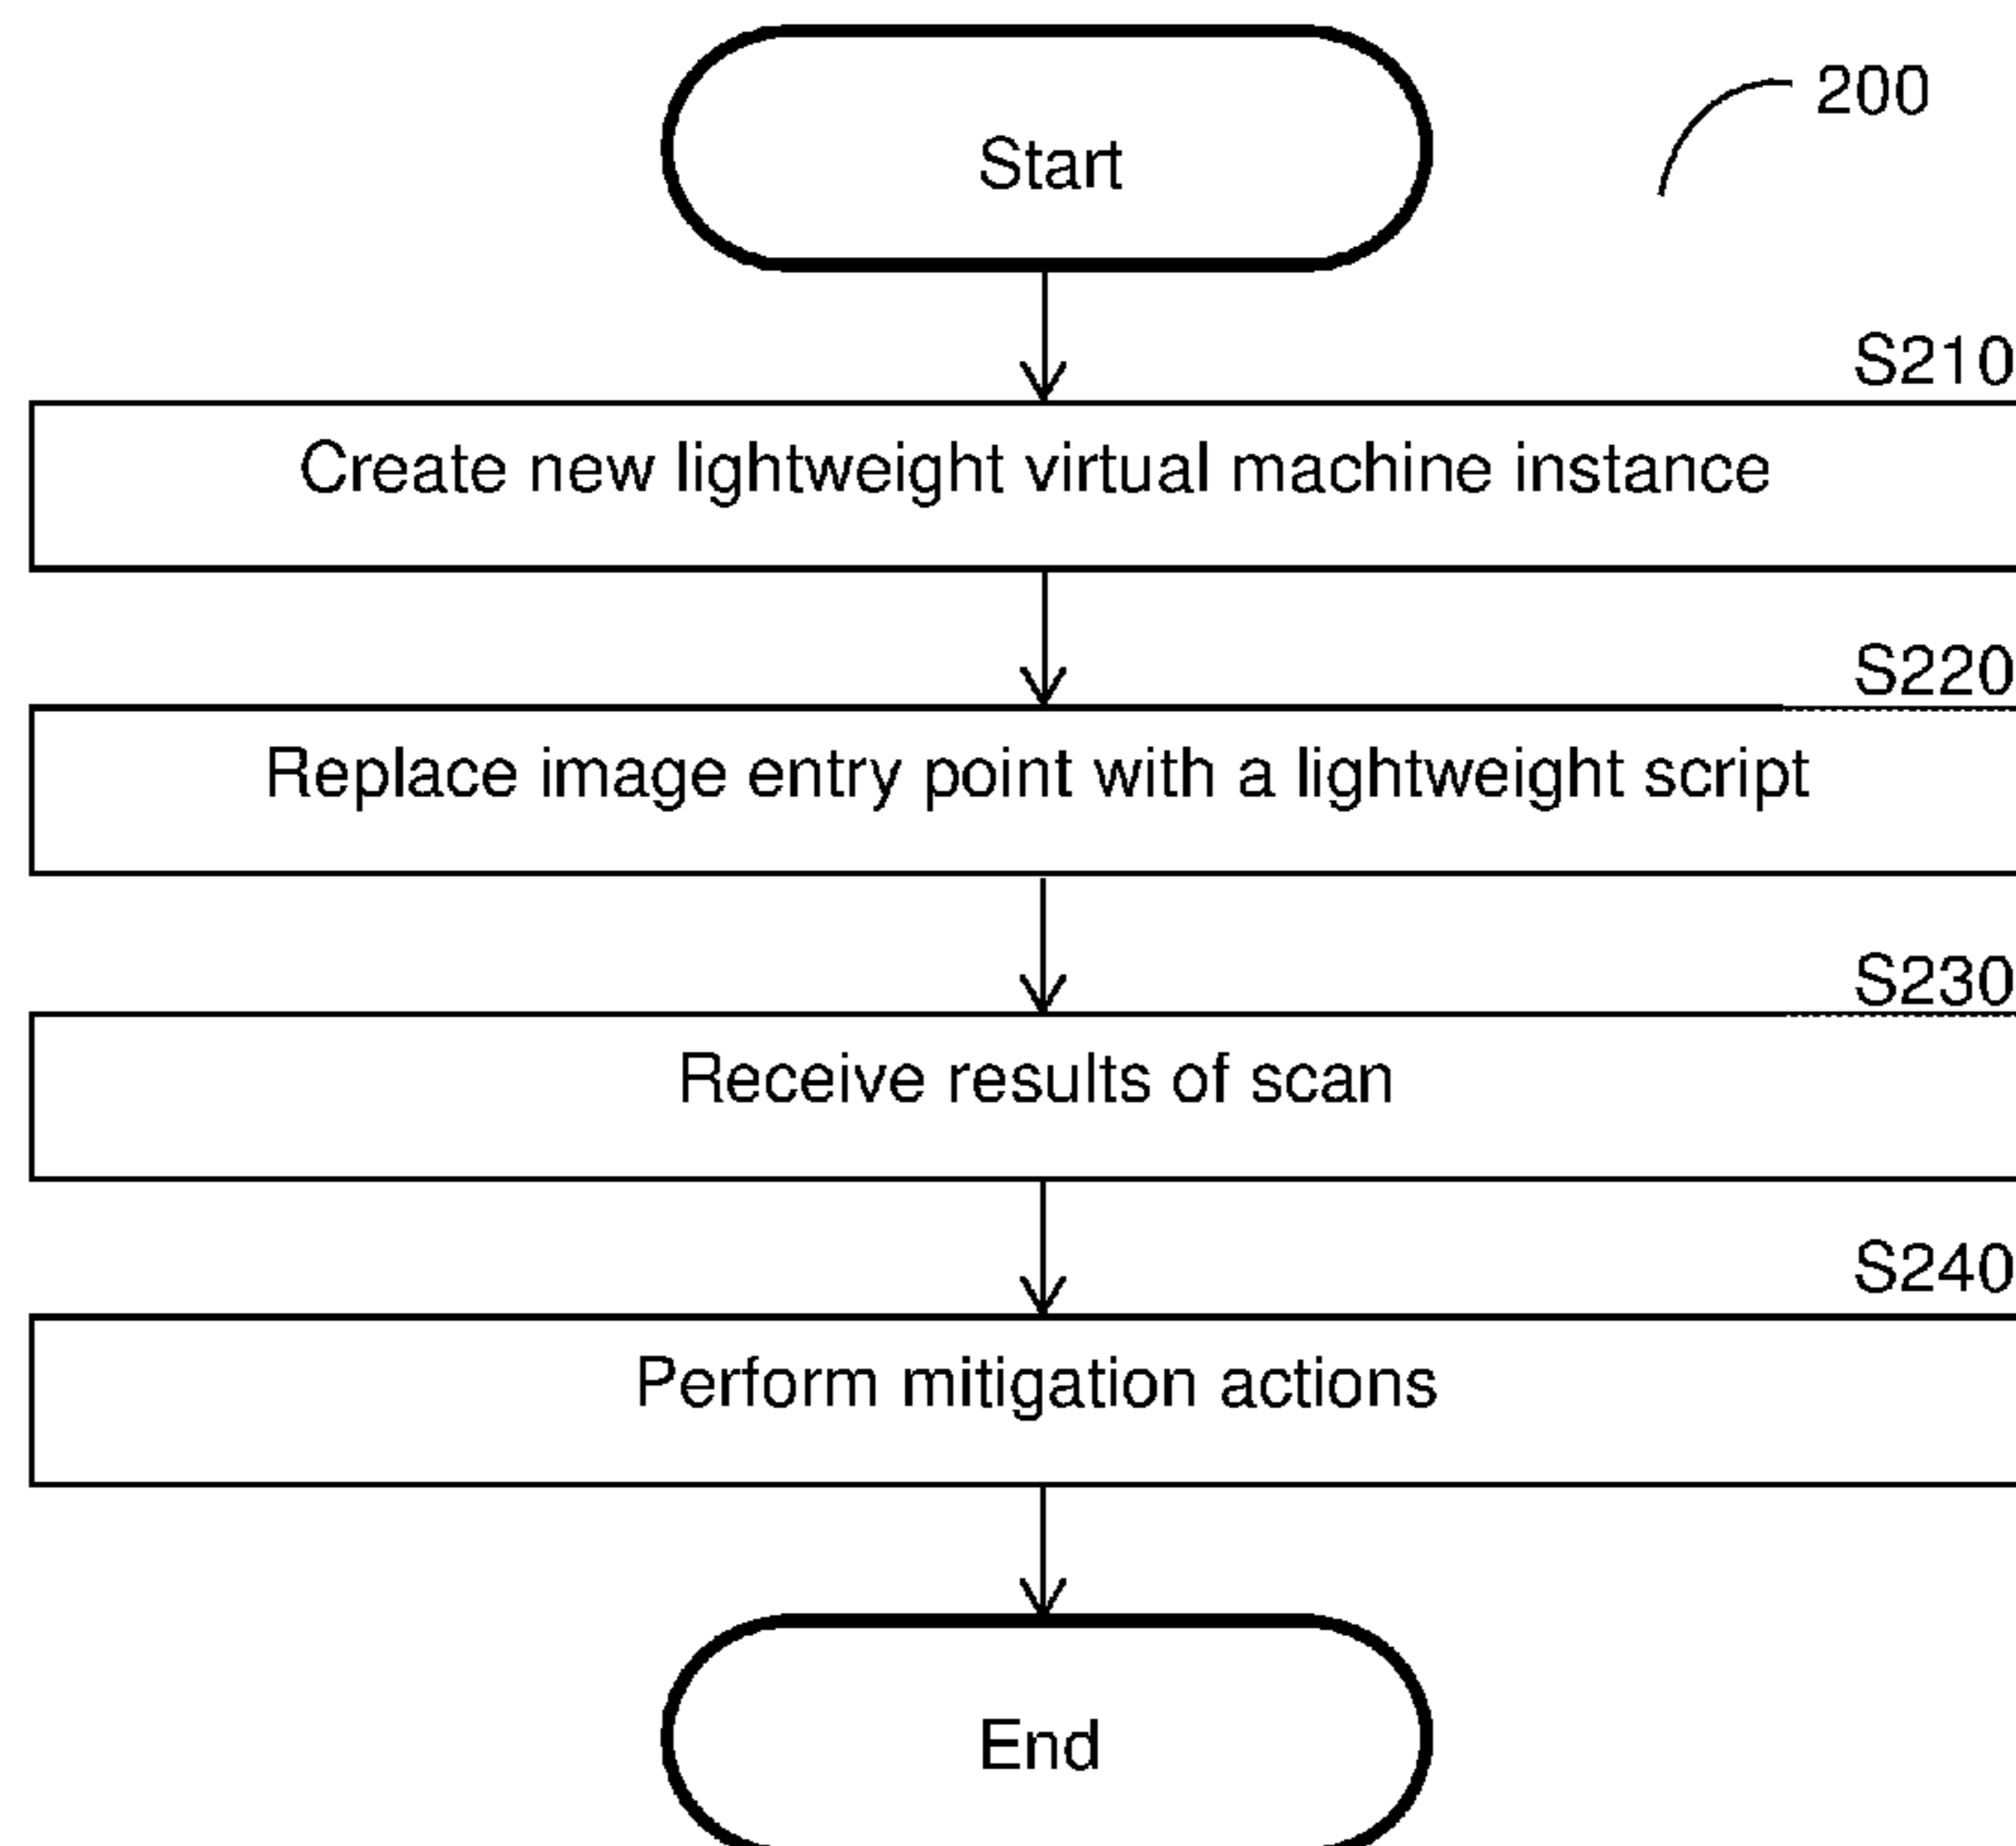 Start
200
S210
Create new lightweight virtual machine instance
S220
Replace image entry point with a lightweight script
S230
Receive results of scan
S240
Perform mitigation actions
End